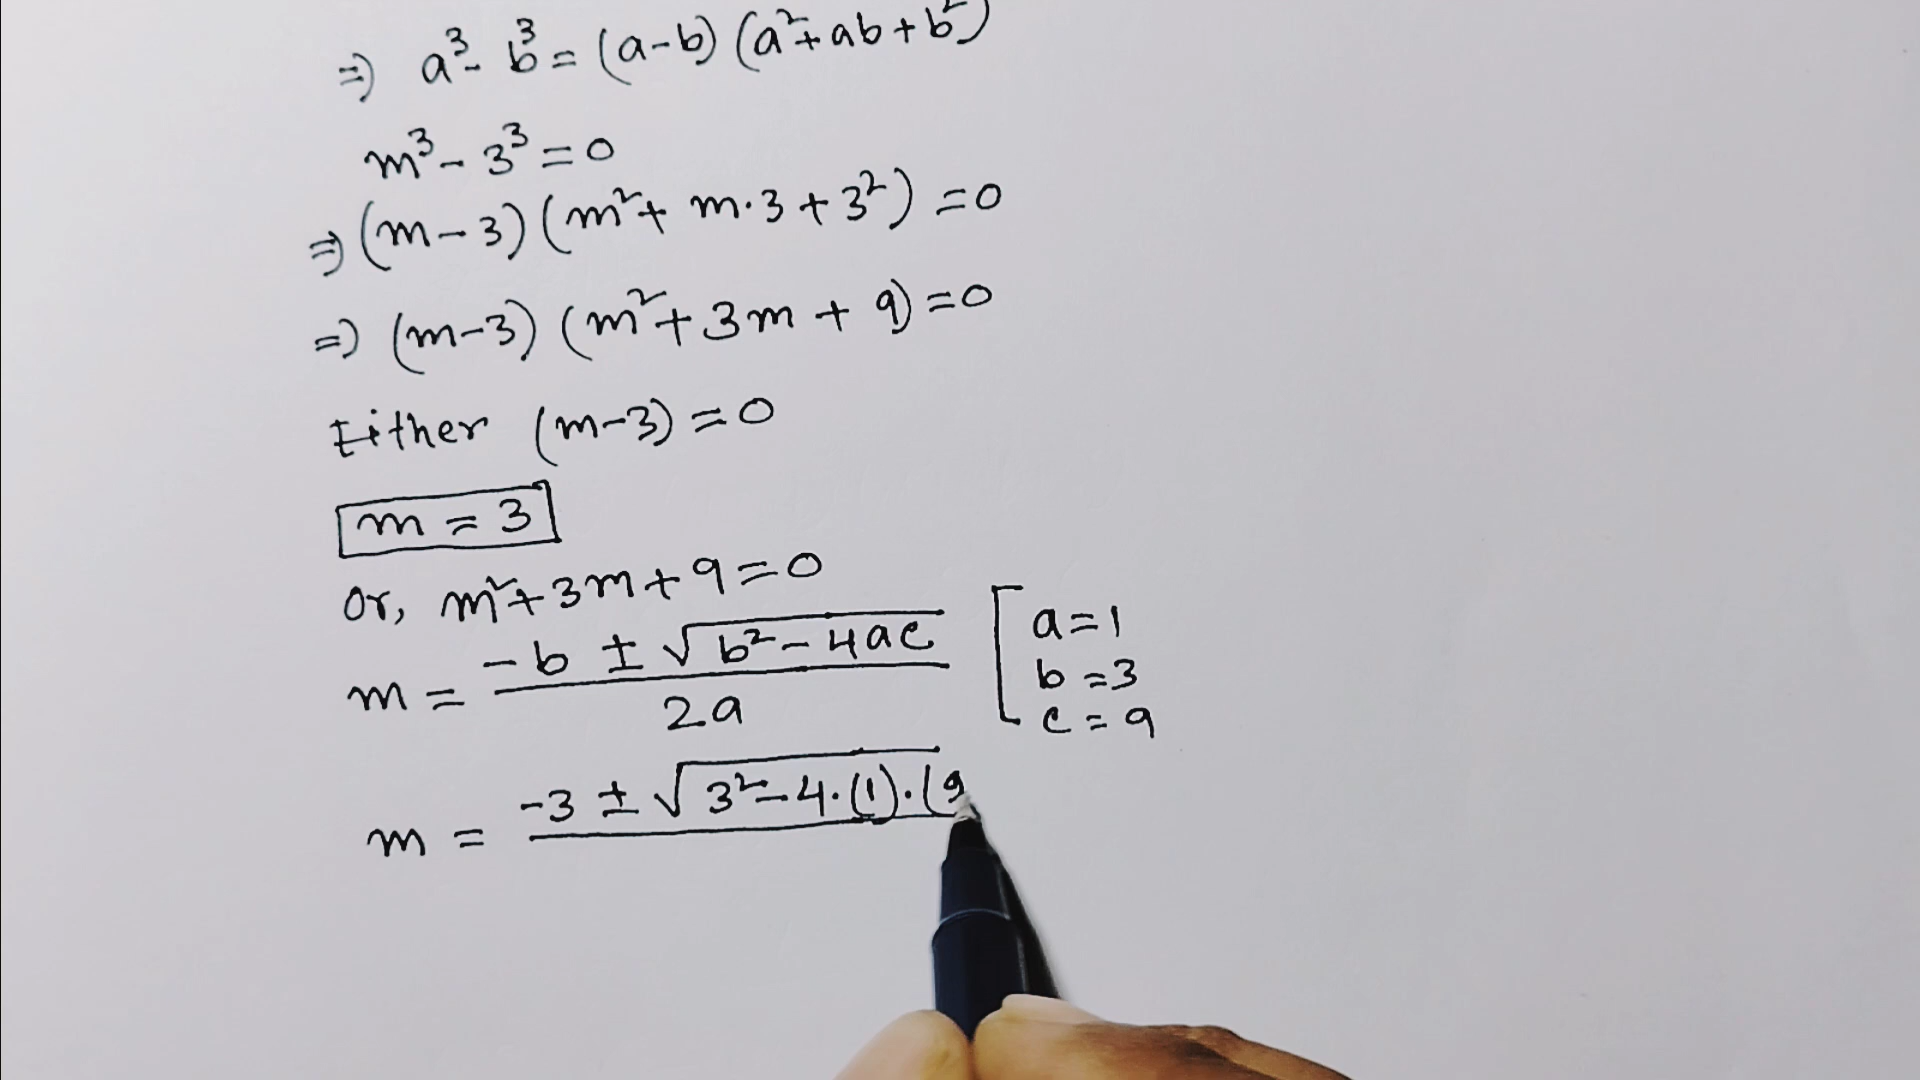 ⇒) a³ - b³ = (a-b) (a²+ab+b²)
m³ - 3³ = 0
⇒ (m-3) (m² + m·3 + 3²) = 0
⇒) (m-3) (m² + 3m + 9) = 0
Either (m-3) = 0
m = 3
Or, m²+3m+9=0
m = (-b ± √(b²-4ac)) / 2a [ a=1
b=3
c=9
m = -3 ± √(3²-4·(1)·(9